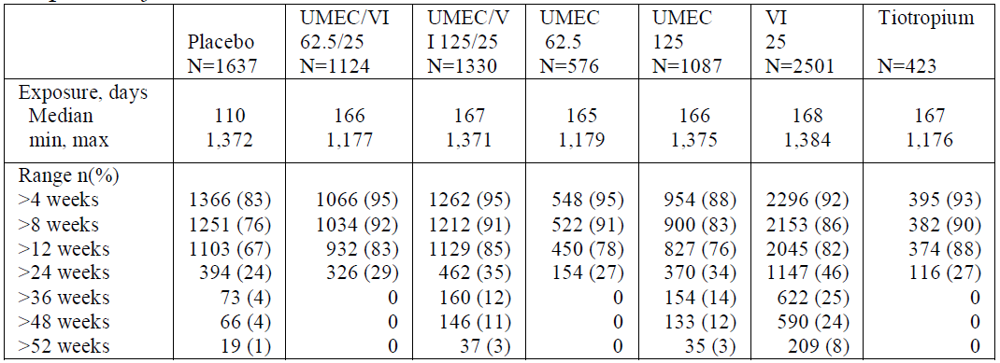 Placebo N=1637 UMEC/VI 62.5/25 N=1124 UMEC/V I 125/25 N=1330 UMEC 62.5 N=576 UMEC 125 N=1087 VI 25 N=2501 Tiotropium N=423
Exposure, days
Median 110 166 167 165 166 168 167
min, max 1,372 1,177 1,371 1,179 1,375 1,384 1,176
Range n(%)
>4 weeks 1366 (83) 1066 (95) 1262 (95) 548 (95) 954 (88) 2296 (92) 395 (93)
>8 weeks 1251 (76) 1034 (92) 1212 (91) 522 (91) 900 (83) 2153 (86) 382 (90)
>12 weeks 1103 (67) 932 (83) 1129 (85) 450 (78) 827 (76) 2045 (82) 374 (88)
>24 weeks 394 (24) 326 (29) 462 (35) 154 (27) 370 (34) 1147 (46) 116 (27)
>36 weeks 73 (4) 0 160 (12) 0 154 (14) 622 (25) 0
>48 weeks 66 (4) 0 146 (11) 0 133 (12) 590 (24) 0
>52 weeks 19 (1) 0 37 (3) 0 35 (3) 209 (8) 0